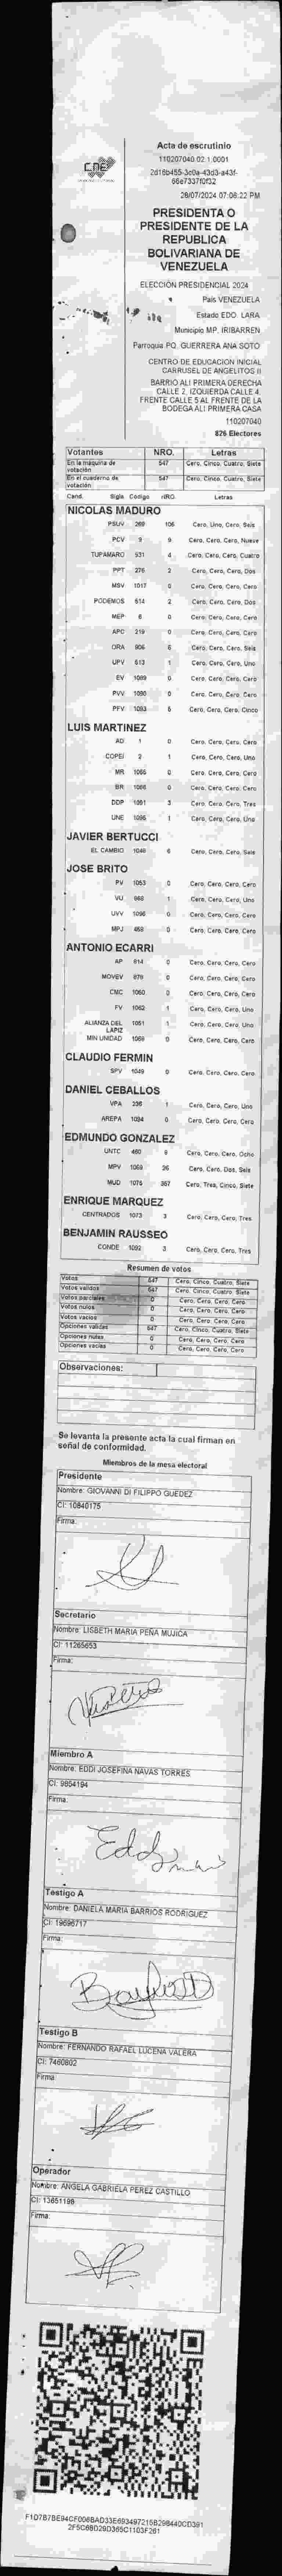 Acta de escrutinio
CNE
110207040.02.1.0001
2d16b455-3c0a-43d3-a43f-
66e7337f0f32
28/07/2024 07:06:22 PM
PRESIDENTA O
PRESIDENTE DE LA
REPUBLICA
BOLIVARIANA DE
VENEZUELA
ELECCIÓN PRESIDENCIAL 2024
País VENEZUELA
Estado EDO. LARA
Municipio MP. IRIBARREN
Parroquia PQ. GUERRERA ANA SOTO
CENTRO DE EDUCACIÓN INICIAL
CARRUSEL DE ANGELITOS II
BARRIO ALI PRIMERA DERECHA
CALLE 2. IZQUIERDA CALLE 4.
FRENTE CALLE 5 AL FRENTE DE LA
BODEGA ALI PRIMERA CASA
110207040
826 Electores
Votantes NRO. Letras
En la máquina de votación 547 Cero, Cinco, Cuatro, Siete
En el cuaderno de votación 547 Cero, Cinco, Cuatro, Siete
Cand. Sigla Código NRO. Letras
NICOLAS MADURO
PSUV 269 106 Cero, Uno, Cero, Seis
PCV 9 9 Cero, Cero, Cero, Nueve
TUPAMARO 531 4 Cero, Cero, Cero, Cuatro
PPT 276 2 Cero, Cero, Cero, Dos
MSV 1017 0 Cero, Cero, Cero, Cero
PODEMOS 514 2 Cero, Cero, Cero, Dos
MEP 6 0 Cero, Cero, Cero, Cero
APC 219 0 Cero, Cero, Cero, Cero
ORA 906 6 Cero, Cero, Cero, Seis
UPV 613 1 Cero, Cero, Cero, Uno
EV 1089 0 Cero, Cero, Cero, Cero
PVV 1090 0 Cero, Cero, Cero, Cero
PFV 1093 5 Cero, Cero, Cero, Cinco
LUIS MARTINEZ
AD 1 0 Cero, Cero, Cero, Cero
COPEI 2 1 Cero, Cero, Cero, Uno
MR 1065 0 Cero, Cero, Cero, Cero
BR 1066 0 Cero, Cero, Cero, Cero
DDP 1091 3 Cero, Cero, Cero, Tres
UNE 1095 1 Cero, Cero, Cero, Uno
JAVIER BERTUCCI
EL CAMBIO 1048 6 Cero, Cero, Cero, Seis
JOSE BRITO
PV 1053 0 Cero, Cero, Cero, Cero
VU 968 1 Cero, Cero, Cero, Uno
UVV 1096 0 Cero, Cero, Cero, Cero
MPJ 468 0 Cero, Cero, Cero, Cero
ANTONIO ECARRI
AP 814 0 Cero, Cero, Cero, Cero
MOVEV 979 0 Cero, Cero, Cero, Cero
CMC 1060 0 Cero, Cero, Cero, Cero
FV 1062 1 Cero, Cero, Cero, Uno
ALIANZA DEL LAPIZ 1051 1 Cero, Cero, Cero, Uno
MIN UNIDAD 1069 0 Cero, Cero, Cero, Cero
CLAUDIO FERMIN
SPV 1049 0 Cero, Cero, Cero, Cero
DANIEL CEBALLOS
VPA 236 1 Cero, Cero, Cero, Uno
AREPA 1094 0 Cero, Cero, Cero, Cero
EDMUNDO GONZALEZ
UNTC 460 8 Cero, Cero, Cero, Ocho
MPV 1069 26 Cero, Cero, Dos, Seis
MUD 1075 357 Cero, Tres, Cinco, Siete
ENRIQUE MARQUEZ
CENTRADOS 1073 3 Cero, Cero, Cero, Tres
BENJAMIN RAUSSEO
CONDE 1092 3 Cero, Cero, Cero, Tres
Resumen de votos
Votos 547 Cero, Cinco, Cuatro, Siete
Votos válidos 547 Cero, Cinco, Cuatro, Siete
Votos parciales 0 Cero, Cero, Cero, Cero
Votos nulos 0 Cero, Cero, Cero, Cero
Votos vacíos 0 Cero, Cero, Cero, Cero
Opciones válidas 547 Cero, Cinco, Cuatro, Siete
Opciones nulas 0 Cero, Cero, Cero, Cero
Opciones vacías 0 Cero, Cero, Cero, Cero
Observaciones:
Se levanta la presente acta la cual firman en
señal de conformidad.
Miembros de la mesa electoral
Presidente
Nombre: GIOVANNI DI FILIPPO GUEDEZ
CI: 10840175
Firma:
Secretario
Nombre: LISBETH MARIA PEÑA MUJICA
CI: 11265653
Firma:
Miembro A
Nombre: EDDI JOSEFINA NAVAS TORRES
CI: 9854194
Firma:
Testigo A
Nombre: DANIELA MARIA BARRIOS RODRIGUEZ
CI: 19696717
Firma:
Testigo B
Nombre: FERNANDO RAFAEL LUCENA VALERA
CI: 7460802
Firma:
Operador
Nombre: ANGELA GABRIELA PEREZ CASTILLO
CI: 13651199
Firma:
F1D7B7BE94CF006BAD33E693497215B298440CD391
2F5C6B029D365C1103F261